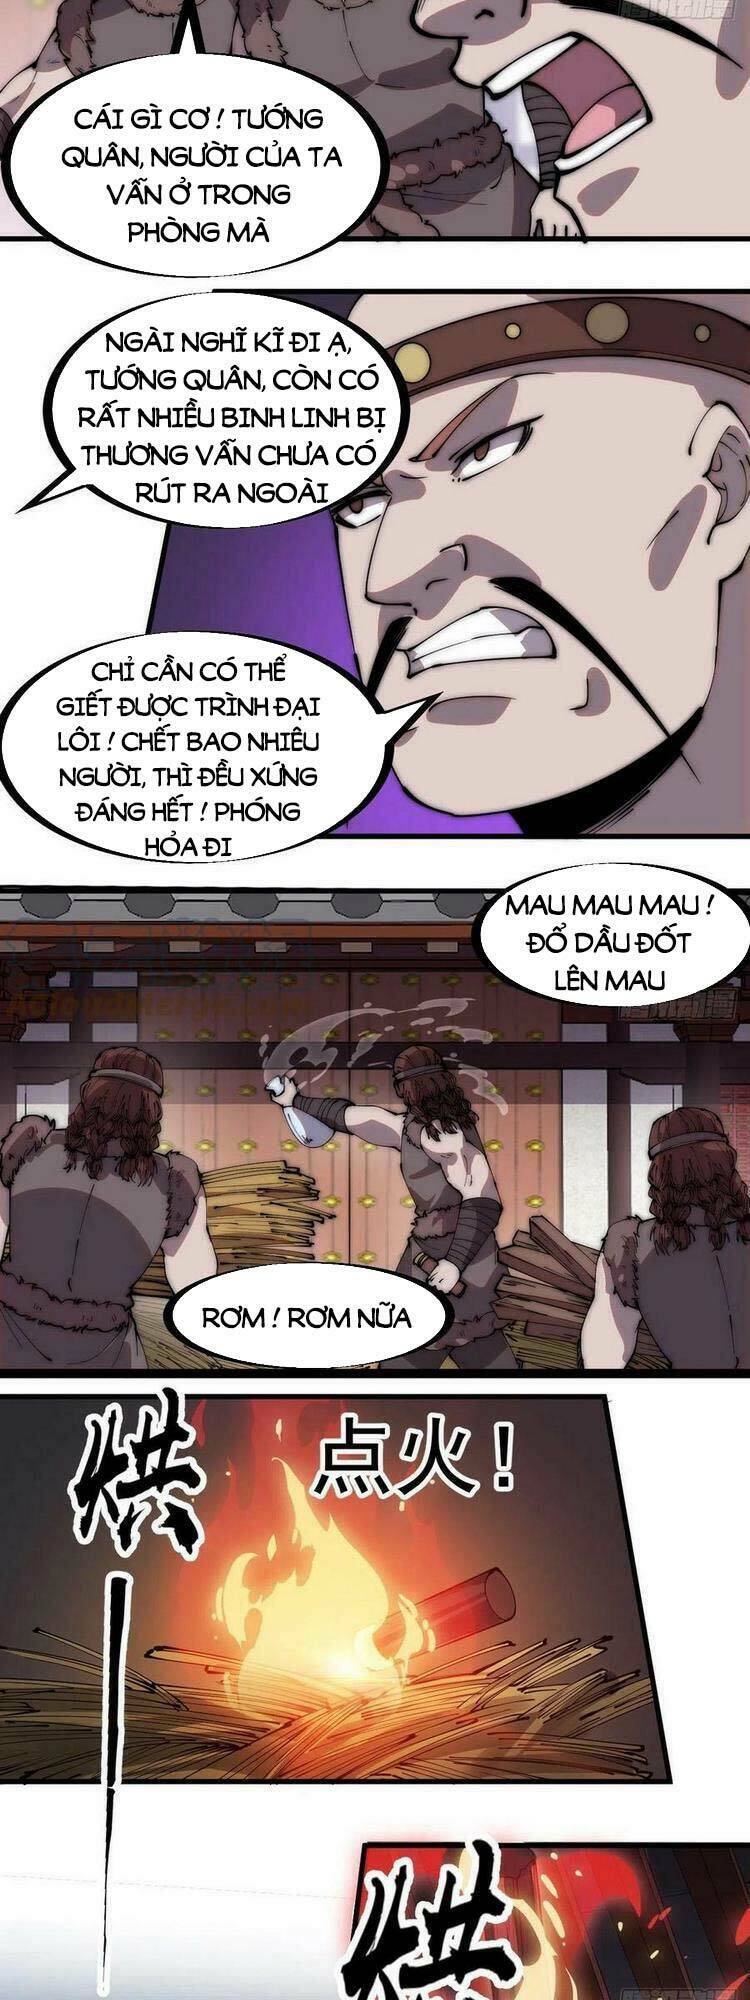 CÁI GÌ CƠ! TƯỚNG
QUÂN, NGƯỜI CỦA TA
VẪN Ở TRONG
PHÒNG MÀ
NGÀI NGHĨ KĨ ĐI Ạ,
TƯỚNG QUÂN, CÒN CÓ
RẤT NHIỀU BINH LINH BỊ
THƯƠNG VẪN CHƯA CÓ
RÚT RA NGOÀI
CHỈ CẦN CÓ THỂ
GIẾT ĐƯỢC TRÌNH ĐẠI
LÔI! CHẾT BAO NHIÊU
NGƯỜI, THÌ ĐỀU XỨNG
ĐÁNG HẾT! PHÓNG
HỎA ĐI
MAU MAU MAU!
ĐỔ DẦU ĐỐT
LÊN MAU
RƠM! RƠM NỮA
烘
点火!
烘